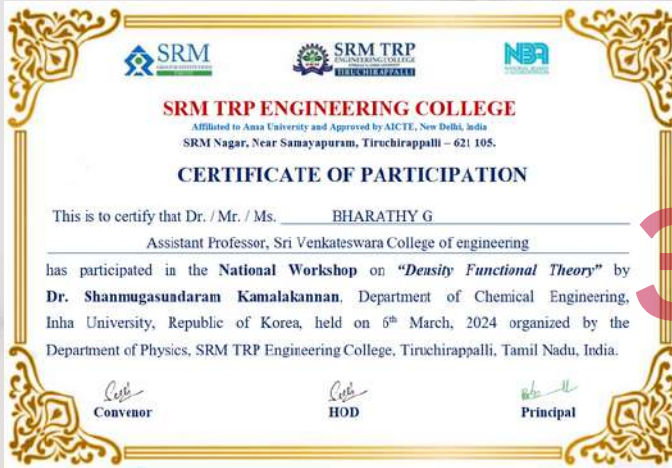 SRM
SRM TRP
ENGINEERING COLLEGE
TIRUCHIRAPPALLI
NBA
SRM TRP ENGINEERING COLLEGE
Affiliated to Anna University and Approved by AICTE, New Delhi, India
SRM Nagar, Near Samayapuram, Tiruchirappalli – 621 105.
CERTIFICATE OF PARTICIPATION
This is to certify that Dr. / Mr. / Ms. BHARATHY G
Assistant Professor, Sri Venkateswara College of engineering
has participated in the National Workshop on “Density Functional Theory” by
Dr. Shanmugasundaram Kamalakannan, Department of Chemical Engineering,
Inha University, Republic of Korea, held on 6th March, 2024 organized by the
Department of Physics, SRM TRP Engineering College, Tiruchirappalli, Tamil Nadu, India.
Convenor
HOD
Principal
3